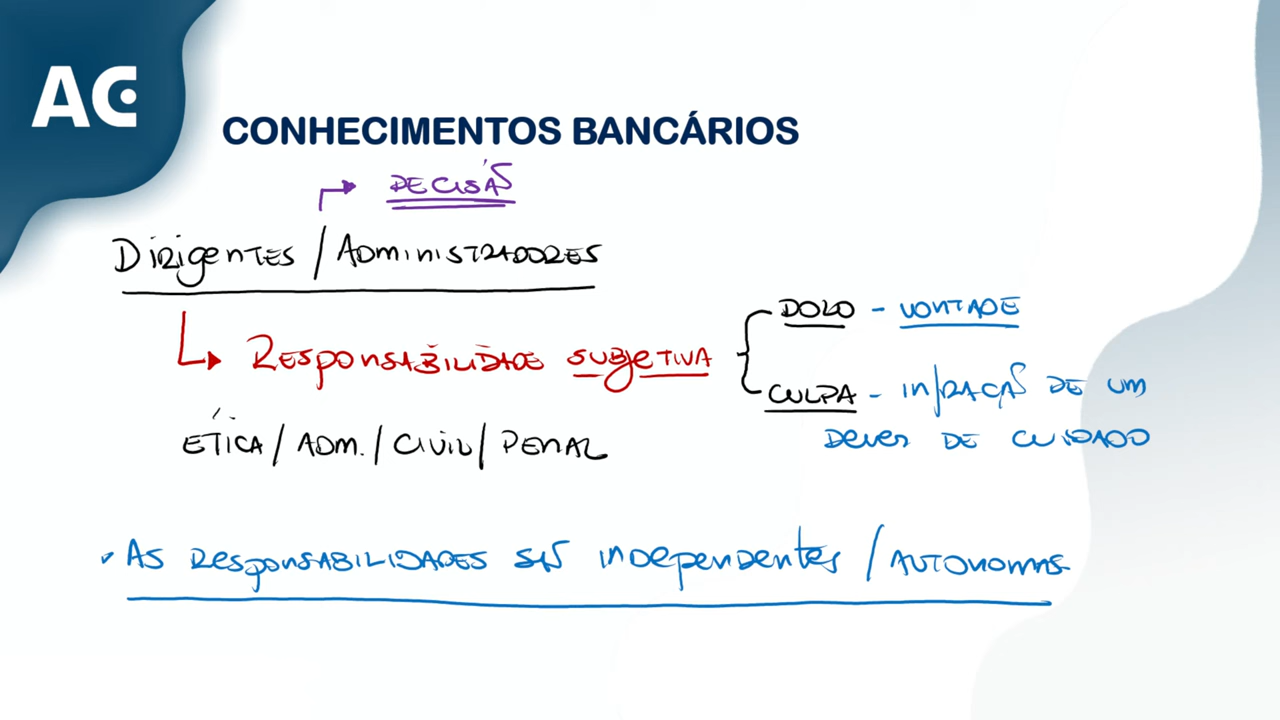 AC
CONHECIMENTOS BANCÁRIOS
DECISÃO
DIRIGENTES / ADMINISTRADORES
RESPONSABILIDADE SUBJETIVA
DOLO - VONTADE
CULPA - INFRAÇÃO DE UM
DEVER DE CUIDADO
ÉTICA / ADM. / CIVIL / PENAL
AS RESPONSABILIDADES SÃO INDEPENDENTES / AUTONOMAS